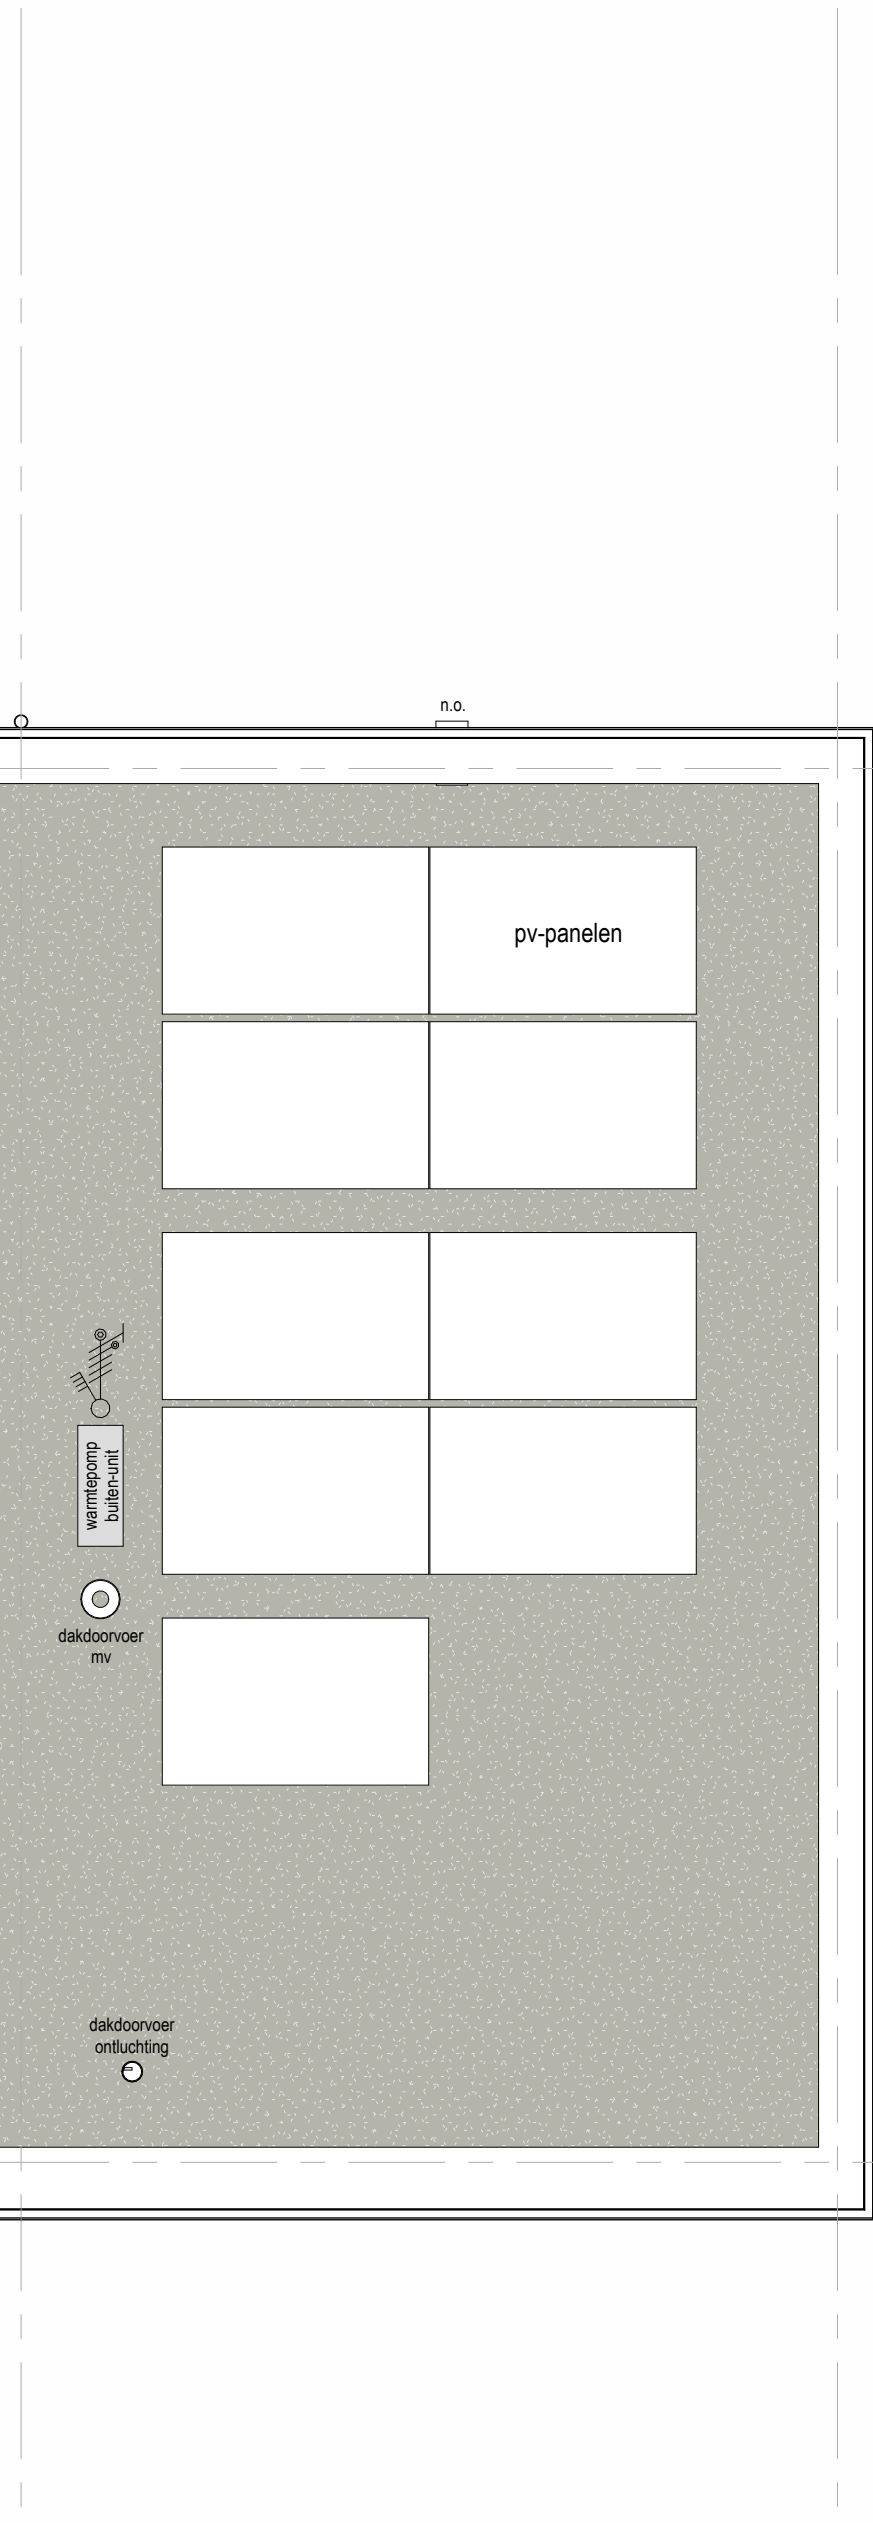 n.o.
pv-panelen
warmtepomp
buiten-unit
dakdoorvoer
mv
dakdoorvoer
ontluchting